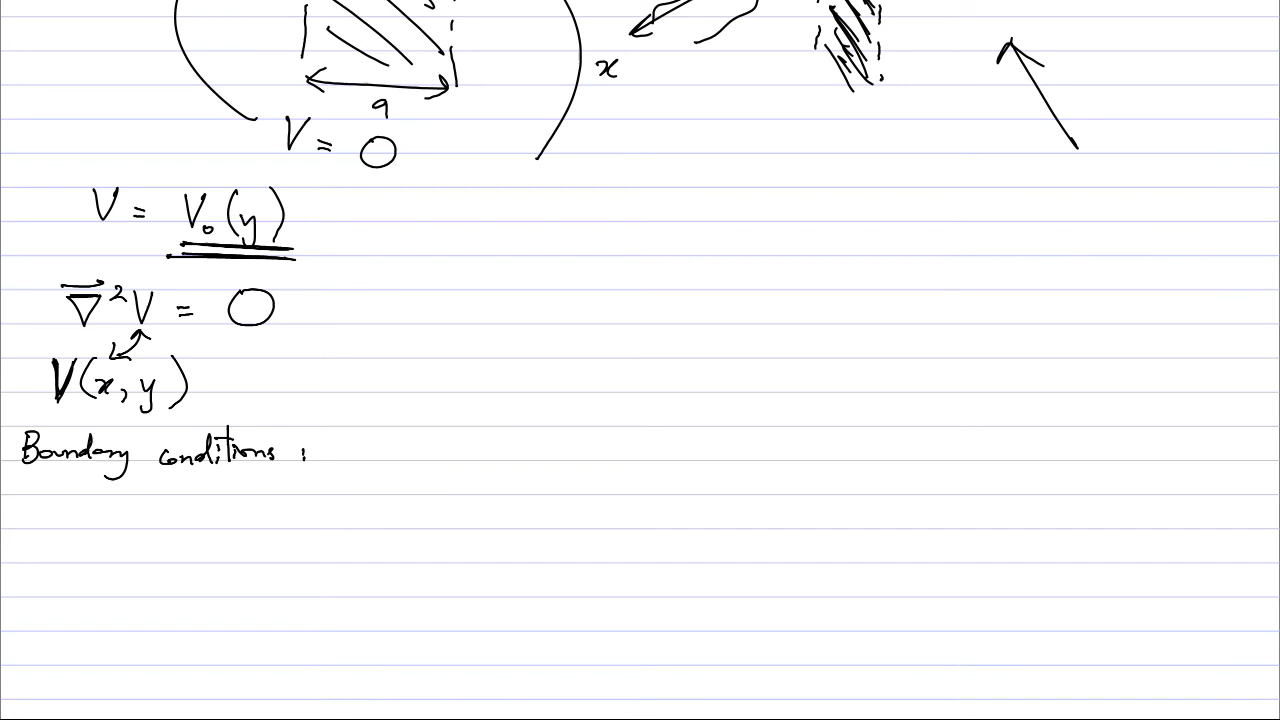 x
a
V = 0
V = V₀(y)
∇⃗²V = 0
V(x, y)
Boundary conditions :